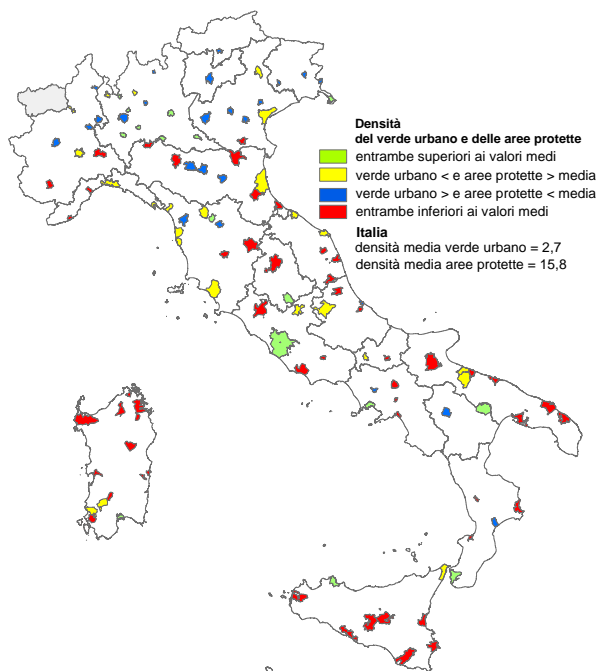 Densità
del verde urbano e delle aree protette
entrambe superiori ai valori medi
verde urbano < e aree protette > media
verde urbano > e aree protette < media
entrambe inferiori ai valori medi
Italia
densità media verde urbano = 2,7
densità media aree protette = 15,8